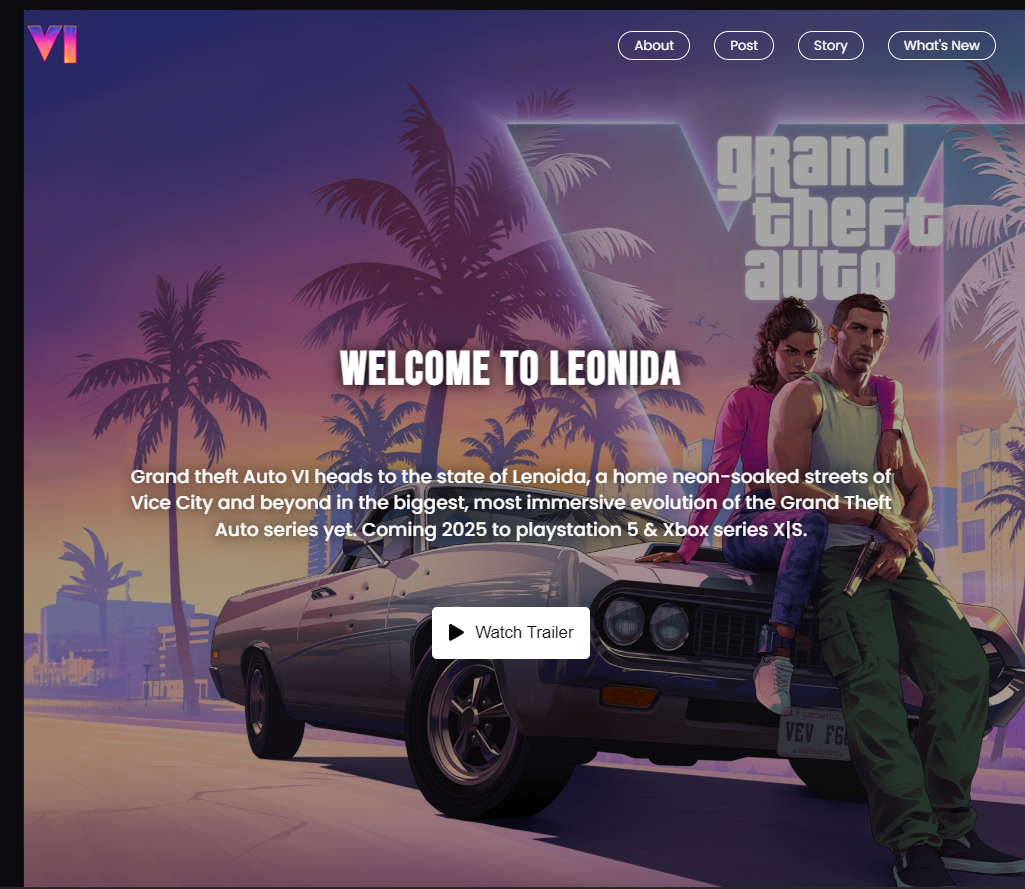 VI
About Post Story What's New
grand
theft
auto
WELCOME TO LEONIDA
Grand theft Auto VI heads to the state of Lenoida, a home neon-soaked streets of
Vice City and beyond in the biggest, most immersive evolution of the Grand Theft
Auto series yet. Coming 2025 to playstation 5 & Xbox series X|S.
Watch Trailer
LEONIDA
VEV